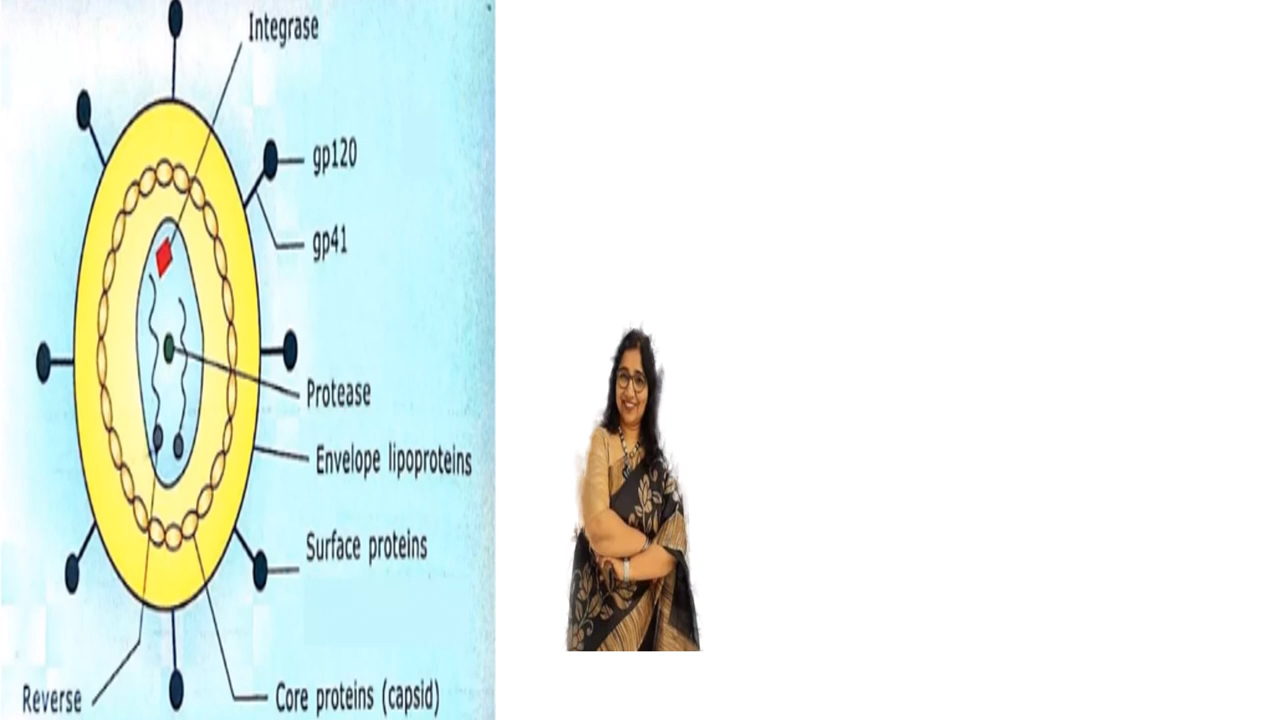 Integrase
gp120
gp41
Protease
Envelope lipoproteins
Surface proteins
Reverse
Core proteins (capsid)